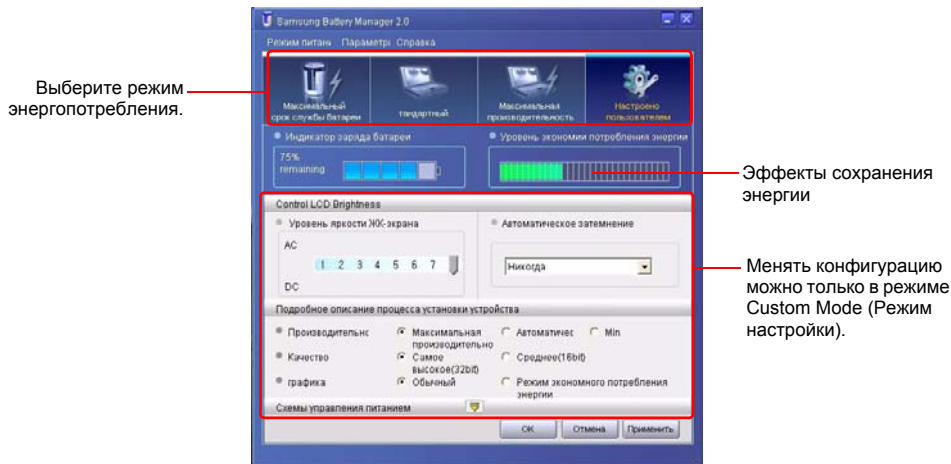 Samsung Battery Manager 2.0
Режим питани Параметрі Справка
Выберите режим
энергопотребления.
Максимальный
срок службы батареи
тандартный
Максимальная
производительность
Настроено
пользователем
Индикатор заряда батареи
Уровень экономии потребления энергии
75%
remaining
Эффекты сохранения
энергии
Control LCD Brightness
Уровень яркости ЖК-экрана
Автоматическое затемнение
AC
1 2 3 4 5 6 7
DC
Никогда
Менять конфигурацию
можно только в режиме
Custom Mode (Режим
настройки).
Подробное описание процесса установки устройства
Производительнс
Максимальная
производительно
Автоматичес
Min
Качество
Самое
высокое(32bit)
Среднее(16bit)
графика
Обычный
Режим экономного потребления
энергии
Схемы управления питанием
OK
Отмена
Применить